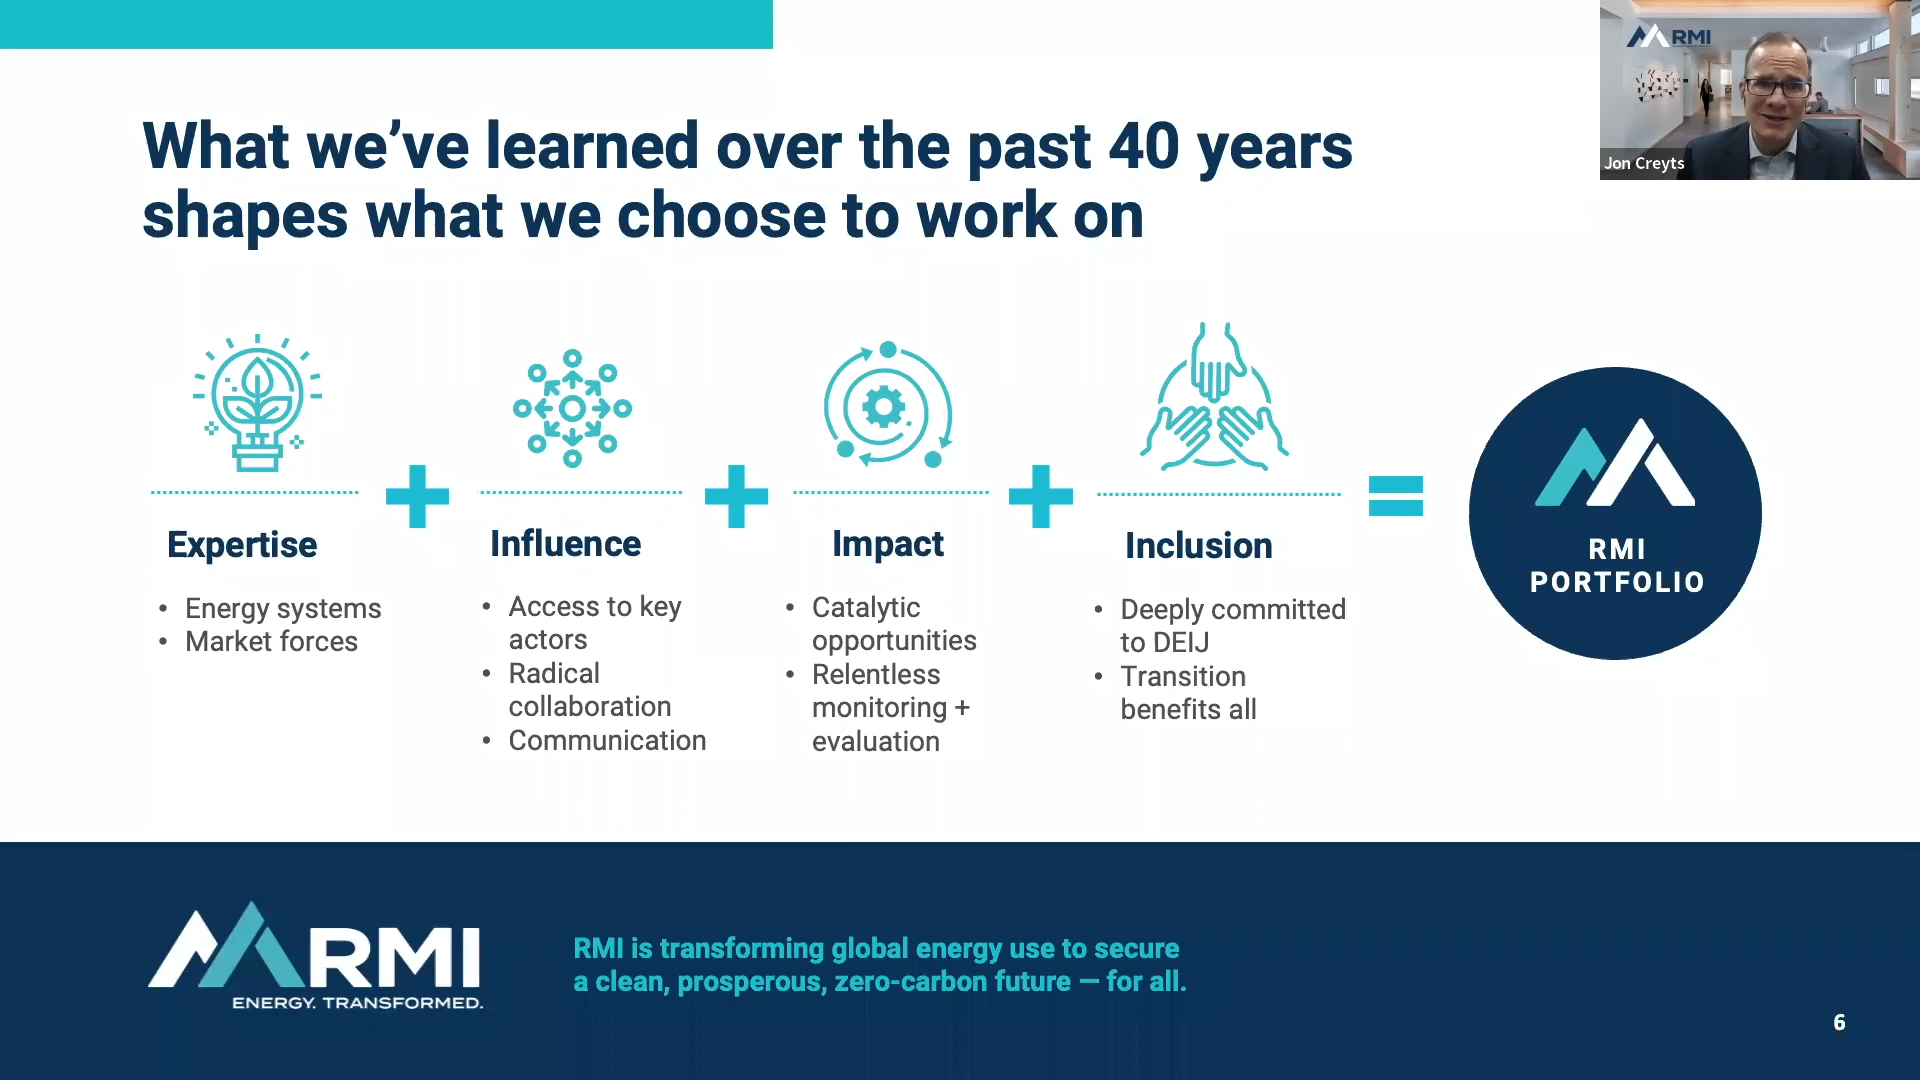 RMI
Jon Creyts
What we've learned over the past 40 years
shapes what we choose to work on
Expertise
• Energy systems
• Market forces
Influence
• Access to key
actors
• Radical
collaboration
• Communication
Impact
• Catalytic
opportunities
• Relentless
monitoring +
evaluation
Inclusion
• Deeply committed
to DEIJ
• Transition
benefits all
RMI
PORTFOLIO
RMI
ENERGY. TRANSFORMED.
RMI is transforming global energy use to secure
a clean, prosperous, zero-carbon future — for all.
6